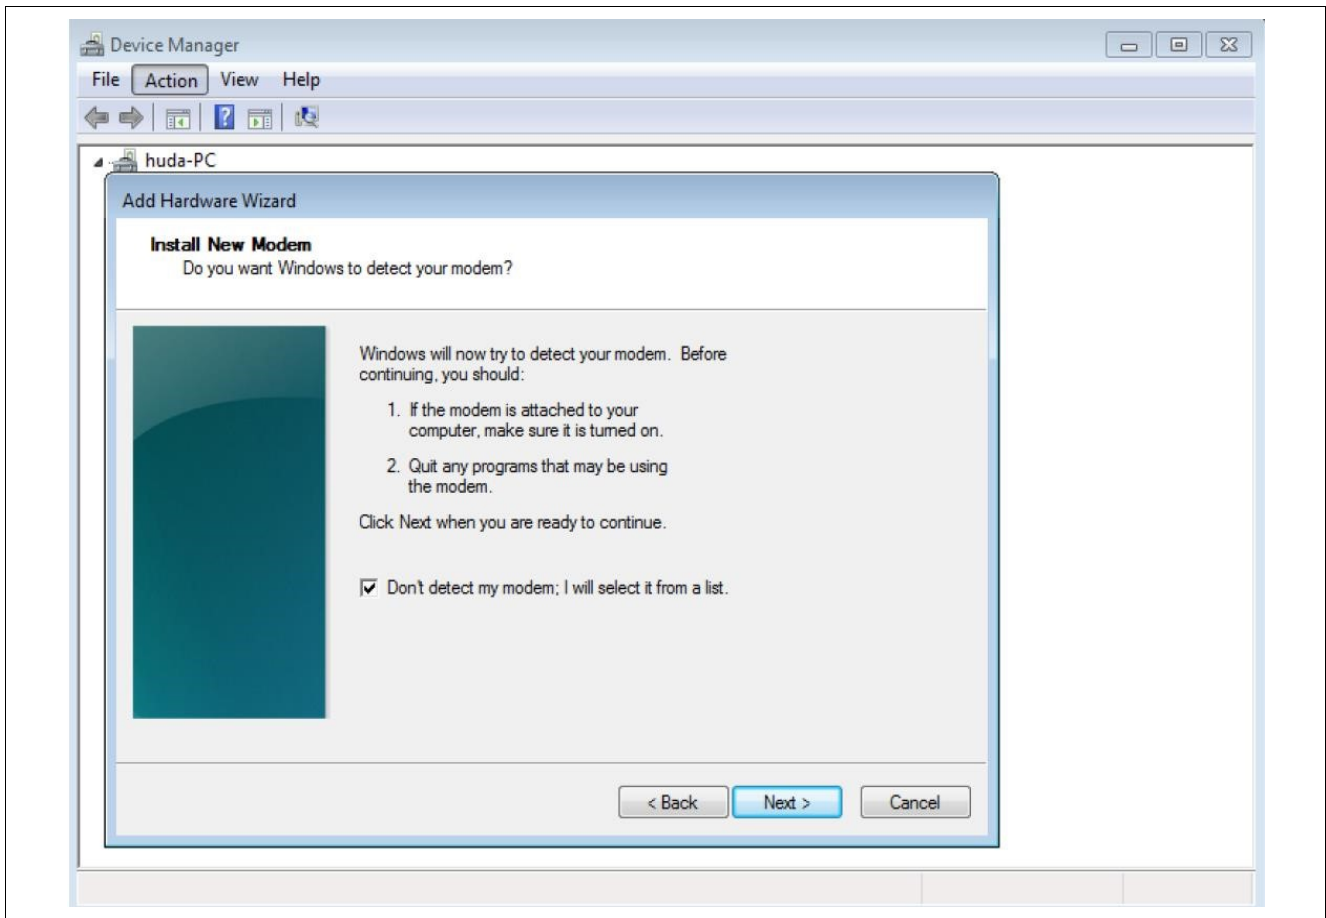 Device Manager
File Action View Help
huda-PC
Add Hardware Wizard
Install New Modem
Do you want Windows to detect your modem?
Windows will now try to detect your modem. Before
continuing, you should:
1. If the modem is attached to your
computer, make sure it is turned on.
2. Quit any programs that may be using
the modem.
Click Next when you are ready to continue.
Don't detect my modem; I will select it from a list.
< Back Next > Cancel